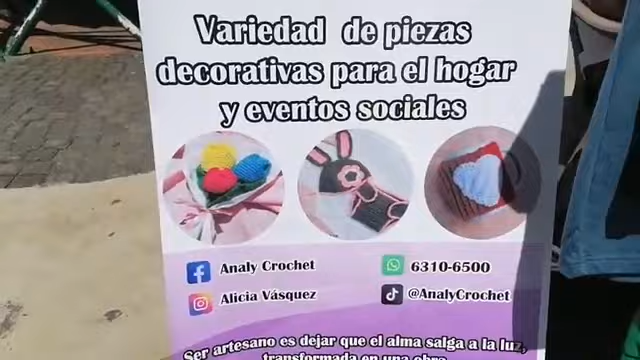 Variedad de piezas
decorativas para el hogar
y eventos sociales
Analy Crochet
6310-6500
Alicia Vásquez
@AnalyCrochet
Ser artesano es dejar que el alma salga a la luz,
transformada en una obra